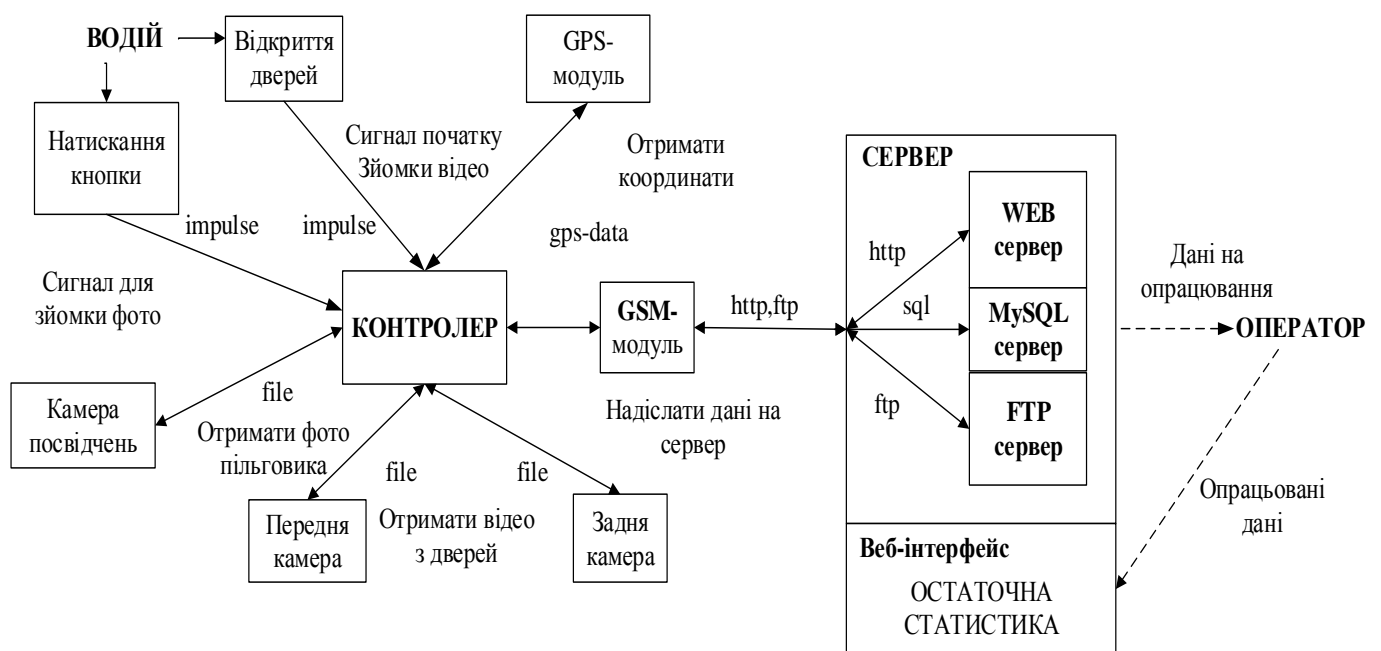 ВОДІЙ
Відкриття
дверей
GPS-
модуль
Натискання
кнопки
Сигнал початку
Зйомки відео
Отримати
координати
impulse
impulse
gps-data
Сигнал для
зйомки фото
КОНТРОЛЕР
GSM-
модуль
http,ftp
Надіслати дані на
сервер
file
Камера
посвідчень
Отримати фото
пільговика
file
file
Передня
камера
Отримати відео
з дверей
Задня
камера
СЕРВЕР
WEB
сервер
http
sql
MySQL
сервер
ftp
FTP
сервер
Дані на
опрацювання
ОПЕРАТОР
Опрацьовані
дані
Веб-інтерфейс
ОСТАТОЧНА
СТАТИСТИКА